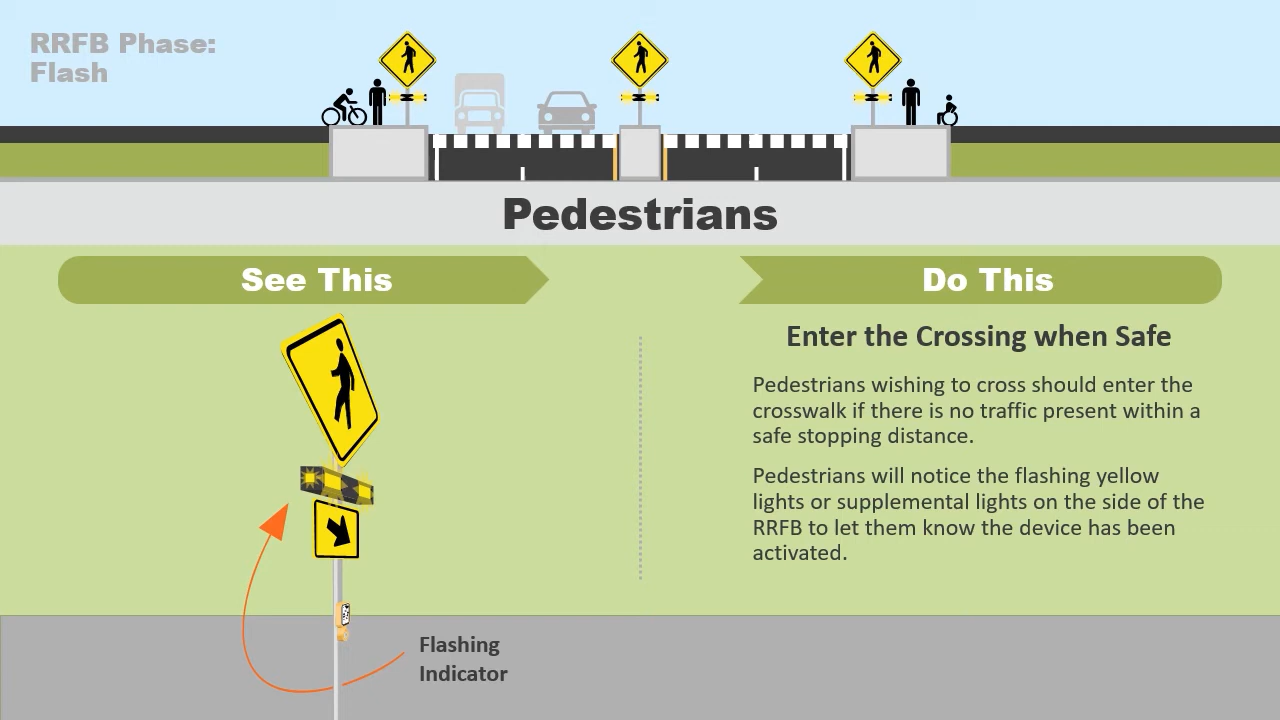 RRFB Phase:
Flash
Pedestrians
See This
Do This
Enter the Crossing when Safe
Pedestrians wishing to cross should enter the
crosswalk if there is no traffic present within a
safe stopping distance.
Pedestrians will notice the flashing yellow
lights or supplemental lights on the side of the
RRFB to let them know the device has been
activated.
Flashing
Indicator